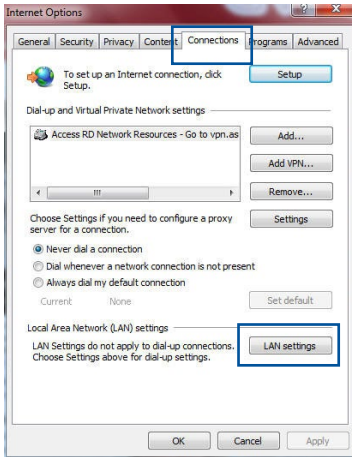 Internet Options
General Security Privacy Content Connections Programs Advanced
To set up an Internet connection, click
Setup.
Setup
Dial-up and Virtual Private Network settings
Access RD Network Resources - Go to vpn.as
Add...
Add VPN...
Remove...
Choose Settings if you need to configure a proxy
server for a connection.
Settings
Never dial a connection
Dial whenever a network connection is not present
Always dial my default connection
Current None
Set default
Local Area Network (LAN) settings
LAN Settings do not apply to dial-up connections.
Choose Settings above for dial-up settings.
LAN settings
OK Cancel Apply